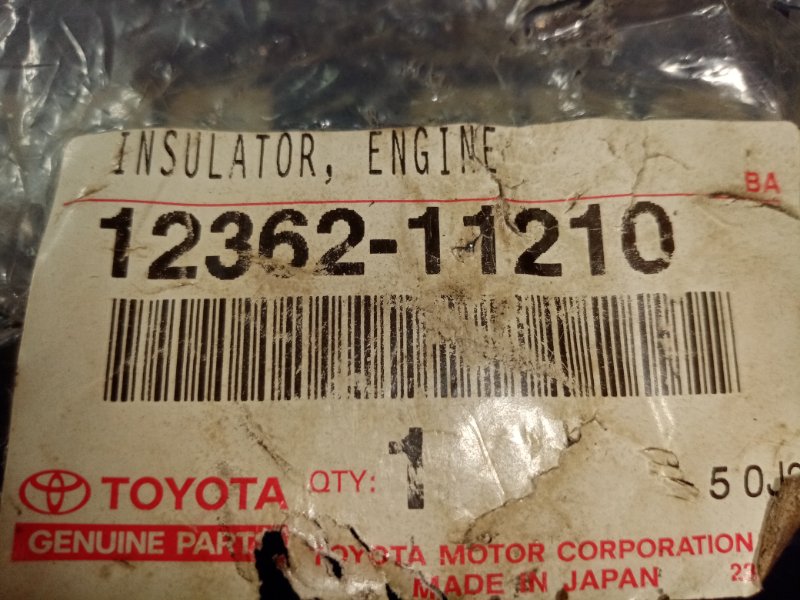 INSULATOR, ENGINE
BA
12362-11210
TOYOTA QTY: 1
GENUINE PARTS
TOYOTA MOTOR CORPORATION
MADE IN JAPAN